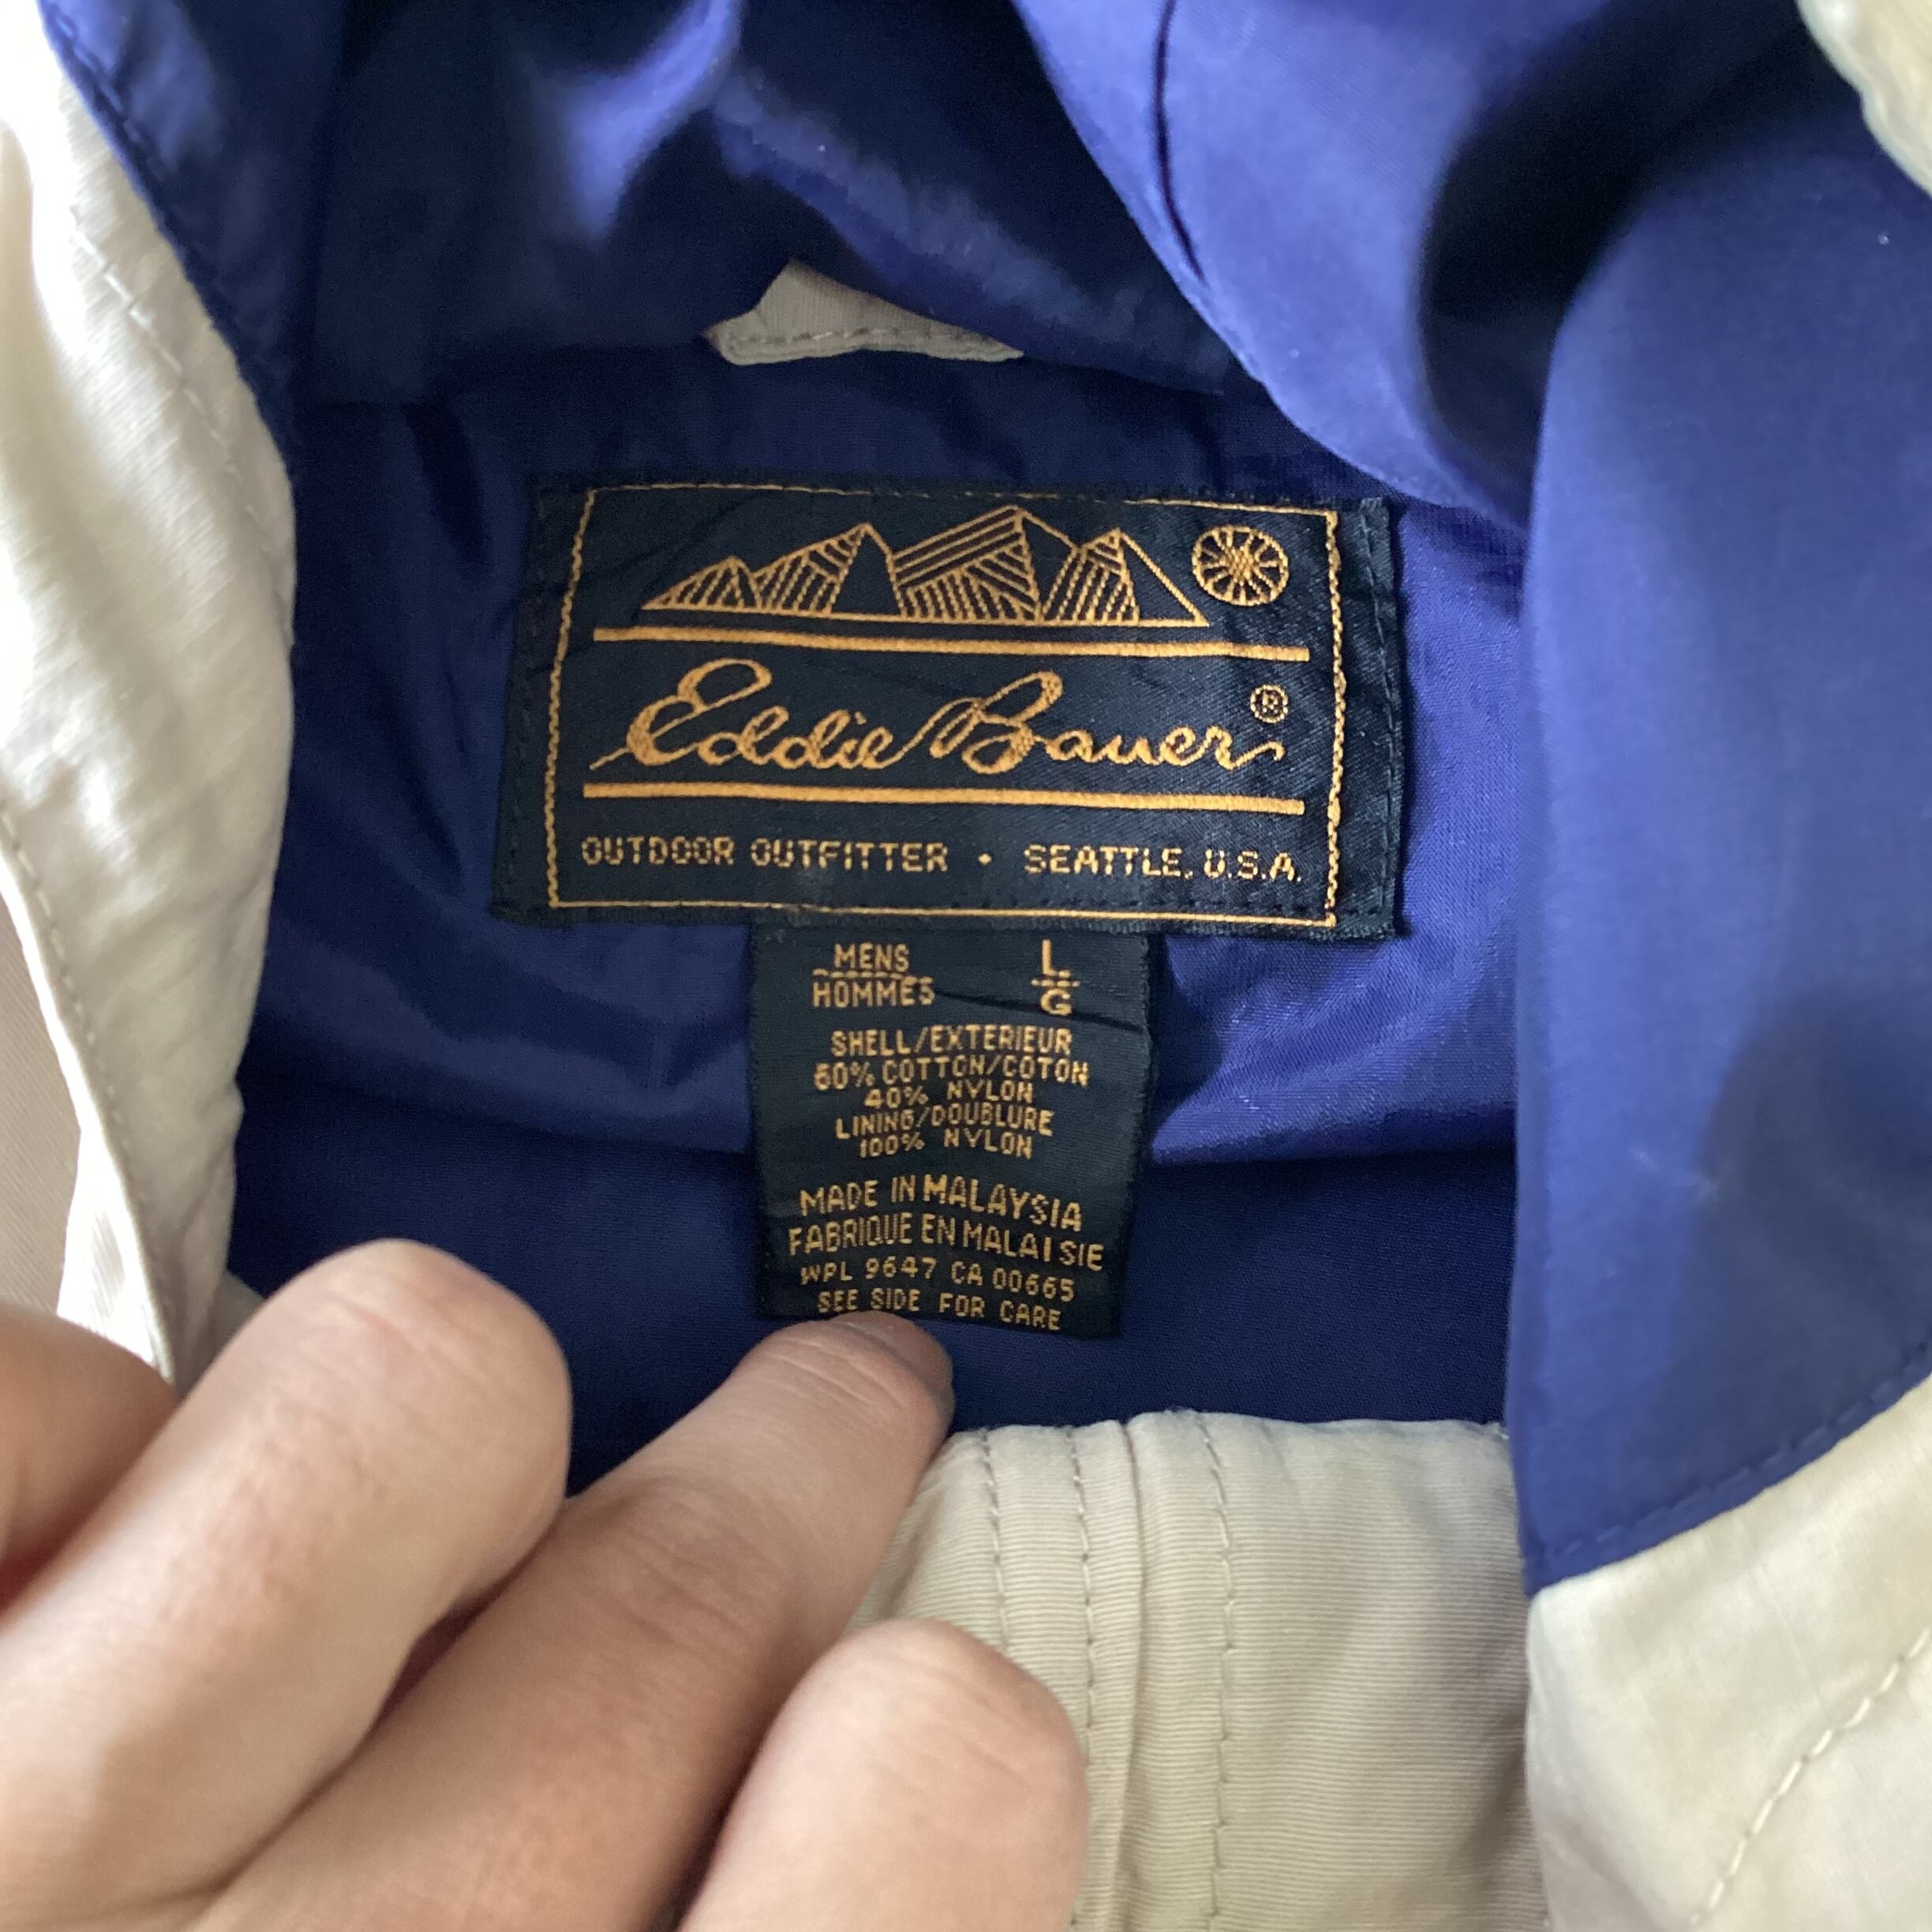 Eddie Bauer®
OUTDOOR OUTFITTER • SEATTLE, U.S.A.
MENS L
HOMMES G
SHELL/EXTERIEUR
60% COTTON/COTON
40% NYLON
LINING/DOUBLURE
100% NYLON
MADE IN MALAYSIA
FABRIQUE EN MALAISIE
WPL 9647 CA 00665
SEE SIDE FOR CARE